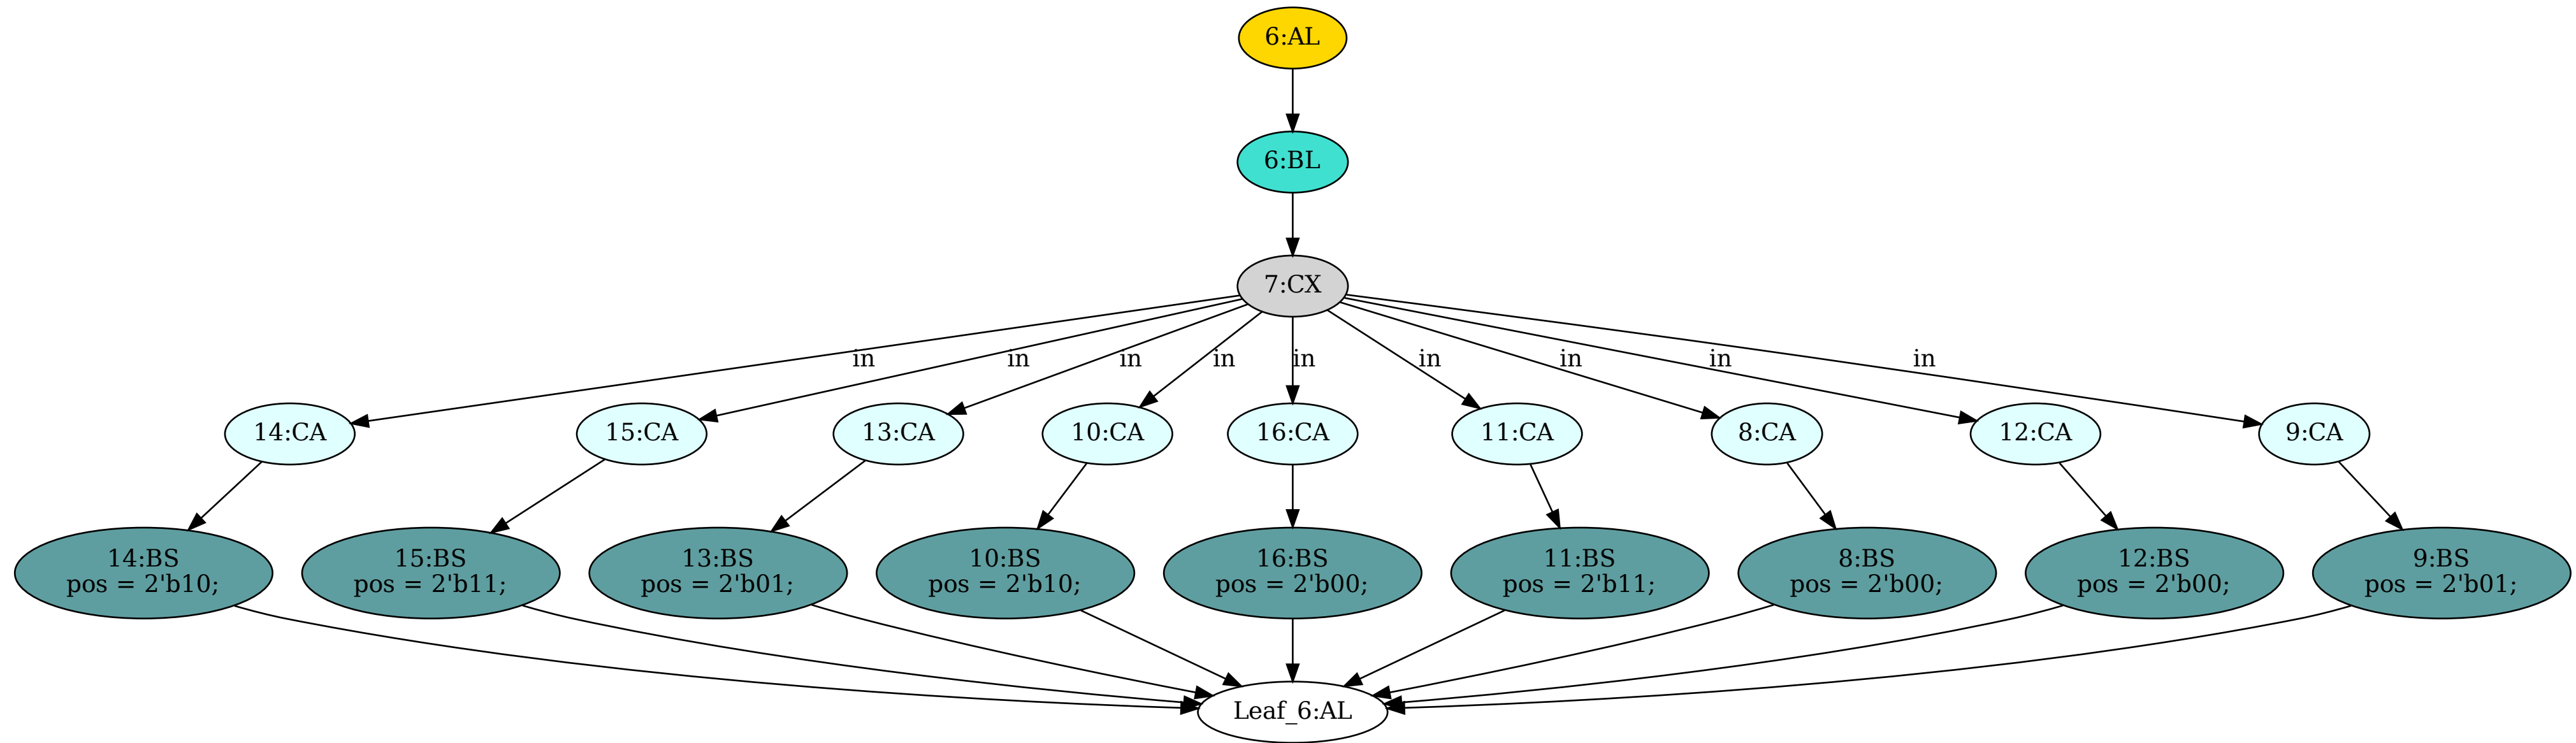 6:AL
6:BL
7:CX
in
in
in
in
in
in
in
in
in
14:CA
15:CA
13:CA
10:CA
16:CA
11:CA
8:CA
12:CA
9:CA
14:BS
pos = 2'b10;
15:BS
pos = 2'b11;
13:BS
pos = 2'b01;
10:BS
pos = 2'b10;
16:BS
pos = 2'b00;
11:BS
pos = 2'b11;
8:BS
pos = 2'b00;
12:BS
pos = 2'b00;
9:BS
pos = 2'b01;
Leaf_6:AL